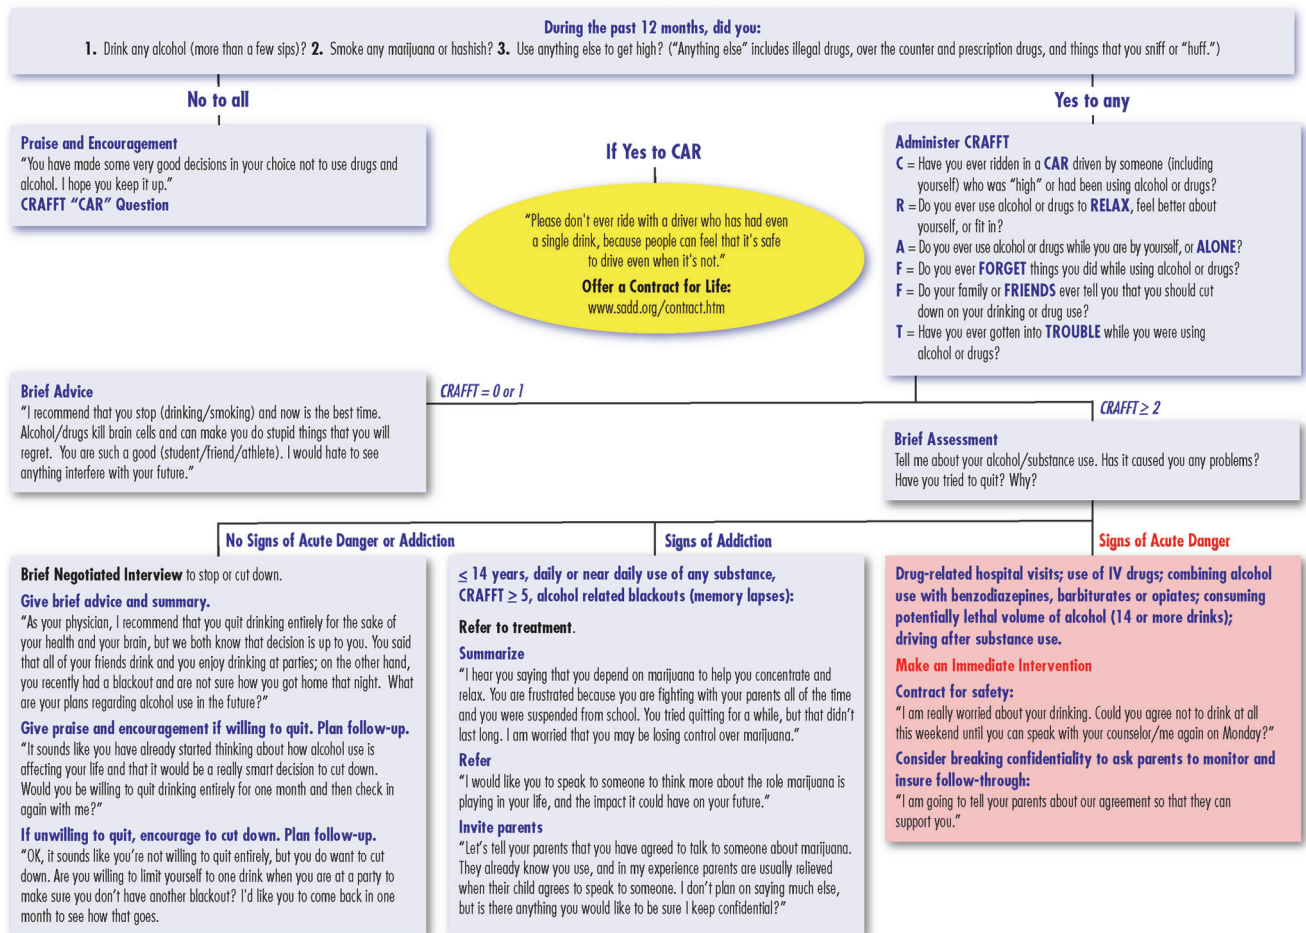 During the past 12 months, did you:
1. Drink any alcohol (more than a few sips)? 2. Smoke any marijuana or hashish? 3. Use anything else to get high? (“Anything else” includes illegal drugs, over the counter and prescription drugs, and things that you sniff or “huff.”)
No to all
Yes to any
Praise and Encouragement
“You have made some very good decisions in your choice not to use drugs and
alcohol. I hope you keep it up.”
CRAFFT “CAR” Question
If Yes to CAR
“Please don't ever ride with a driver who has had even
a single drink, because people can feel that it's safe
to drive even when it's not.”
Offer a Contract for Life:
www.sadd.org/contract.htm
Administer CRAFFT
C = Have you ever ridden in a CAR driven by someone (including
yourself) who was “high” or had been using alcohol or drugs?
R = Do you ever use alcohol or drugs to RELAX, feel better about
yourself, or fit in?
A = Do you ever use alcohol or drugs while you are by yourself, or ALONE?
F = Do you ever FORGET things you did while using alcohol or drugs?
F = Do your family or FRIENDS ever tell you that you should cut
down on your drinking or drug use?
T = Have you ever gotten into TROUBLE while you were using
alcohol or drugs?
CRAFFT = 0 or 1
Brief Advice
“I recommend that you stop (drinking/smoking) and now is the best time.
Alcohol/drugs kill brain cells and can make you do stupid things that you will
regret. You are such a good (student/friend/athlete). I would hate to see
anything interfere with your future.”
CRAFFT ≥ 2
Brief Assessment
Tell me about your alcohol/substance use. Has it caused you any problems?
Have you tried to quit? Why?
No Signs of Acute Danger or Addiction
Signs of Addiction
Signs of Acute Danger
Brief Negotiated Interview to stop or cut down.
Give brief advice and summary.
“As your physician, I recommend that you quit drinking entirely for the sake of
your health and your brain, but we both know that decision is up to you. You said
that all of your friends drink and you enjoy drinking at parties; on the other hand,
you recently had a blackout and are not sure how you got home that night. What
are your plans regarding alcohol use in the future?”
Give praise and encouragement if willing to quit. Plan follow-up.
“It sounds like you have already started thinking about how alcohol use is
affecting your life and that it would be a really smart decision to cut down.
Would you be willing to quit drinking entirely for one month and then check in
again with me?”
If unwilling to quit, encourage to cut down. Plan follow-up.
“OK, it sounds like you’re not willing to quit entirely, but you do want to cut
down. Are you willing to limit yourself to one drink when you are at a party to
make sure you don’t have another blackout? I'd like you to come back in one
month to see how that goes.
≤ 14 years, daily or near daily use of any substance,
CRAFFT ≥ 5, alcohol related blackouts (memory lapses):
Refer to treatment.
Summarize
“I hear you saying that you depend on marijuana to help you concentrate and
relax. You are frustrated because you are fighting with your parents all of the time
and you were suspended from school. You tried quitting for a while, but that didn’t
last long. I am worried that you may be losing control over marijuana.”
Refer
“I would like you to speak to someone to think more about the role marijuana is
playing in your life, and the impact it could have on your future.”
Invite parents
“Let’s tell your parents that you have agreed to talk to someone about marijuana.
They already know you use, and in my experience parents are usually relieved
when their child agrees to speak to someone. I don’t plan on saying much else,
but is there anything you would like to be sure I keep confidential?”
Drug-related hospital visits; use of IV drugs; combining alcohol
use with benzodiazepines, barbiturates or opiates; consuming
potentially lethal volume of alcohol (14 or more drinks);
driving after substance use.
Make an Immediate Intervention
Contract for safety:
“I am really worried about your drinking. Could you agree not to drink at all
this weekend until you can speak with your counselor/me again on Monday?”
Consider breaking confidentiality to ask parents to monitor and
insure follow-through:
“I am going to tell your parents about our agreement so that they can
support you.”